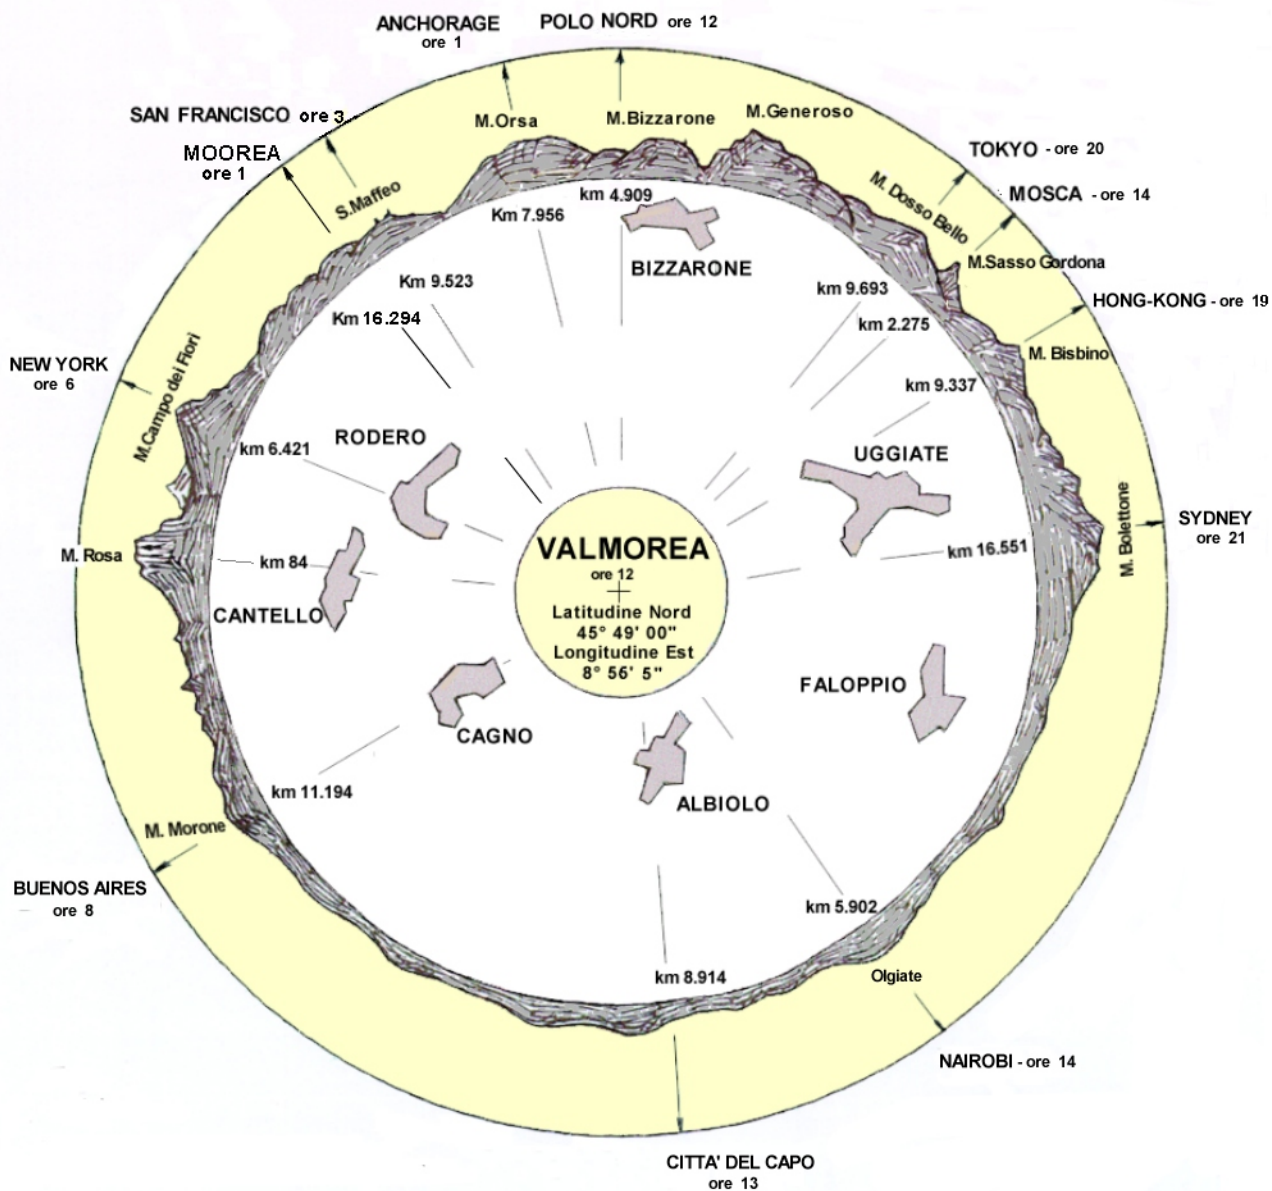 ANCHORAGE
ore 1
POLO NORD ore 12
SAN FRANCISCO ore 3
MOOREA
ore 1
M.Orsa
M.Bizzarone
M.Generoso
TOKYO - ore 20
MOSCA - ore 14
S.Maffeo
M. Dosso Bello
M.Sasso Gordona
km 4.909
Km 7.956
BIZZARONE
Km 9.523
km 9.693
HONG-KONG - ore 19
Km 16.294
km 2.275
M. Bisbino
NEW YORK
ore 6
M.Campo dei Fiori
km 9.337
RODERO
km 6.421
UGGIATE
M. Bolettone
SYDNEY
ore 21
M. Rosa
km 84
km 16.551
CANTELLO
VALMOREA
ore 12
Latitudine Nord
45° 49' 00"
Longitudine Est
8° 56' 5"
FALOPPIO
CAGNO
km 11.194
ALBIOLO
M. Morone
BUENOS AIRES
ore 8
km 5.902
km 8.914
Olgiate
NAIROBI - ore 14
CITTA' DEL CAPO
ore 13